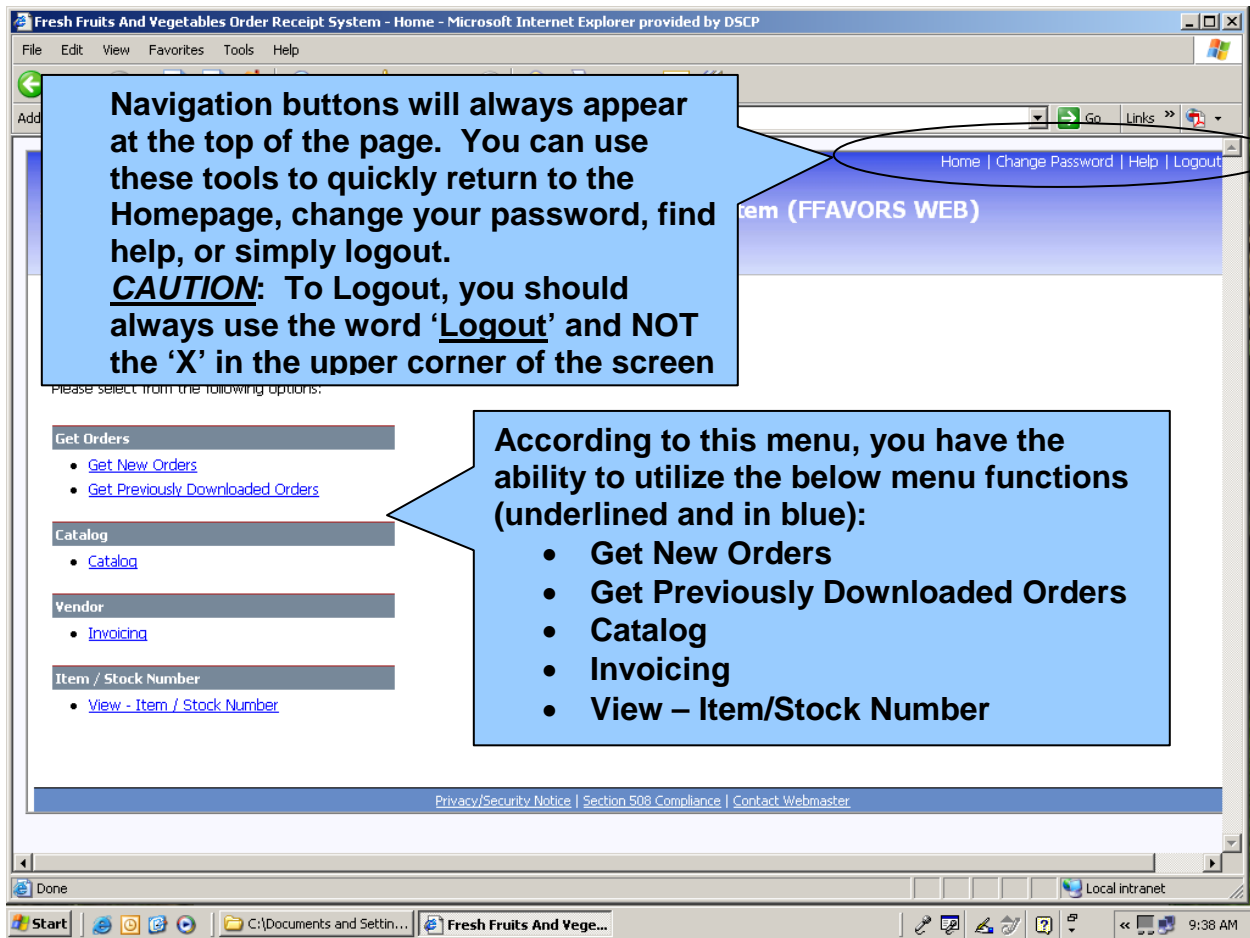 Fresh Fruits And Vegetables Order Receipt System - Home - Microsoft Internet Explorer provided by DSCP
File Edit View Favorites Tools Help
Add
Go Links »
Navigation buttons will always appear
at the top of the page. You can use
these tools to quickly return to the
Homepage, change your password, find
help, or simply logout.
CAUTION: To Logout, you should
always use the word ‘Logout’ and NOT
the ‘X’ in the upper corner of the screen
Home | Change Password | Help | Logout
tem (FFAVORS WEB)
Please select from the following options:
Get Orders
• Get New Orders
• Get Previously Downloaded Orders
Catalog
• Catalog
Vendor
• Invoicing
Item / Stock Number
• View - Item / Stock Number
According to this menu, you have the
ability to utilize the below menu functions
(underlined and in blue):
• Get New Orders
• Get Previously Downloaded Orders
• Catalog
• Invoicing
• View – Item/Stock Number
Privacy/Security Notice | Section 508 Compliance | Contact Webmaster
Done
Local intranet
Start
C:\Documents and Settin...
Fresh Fruits And Vege...
« 9:38 AM